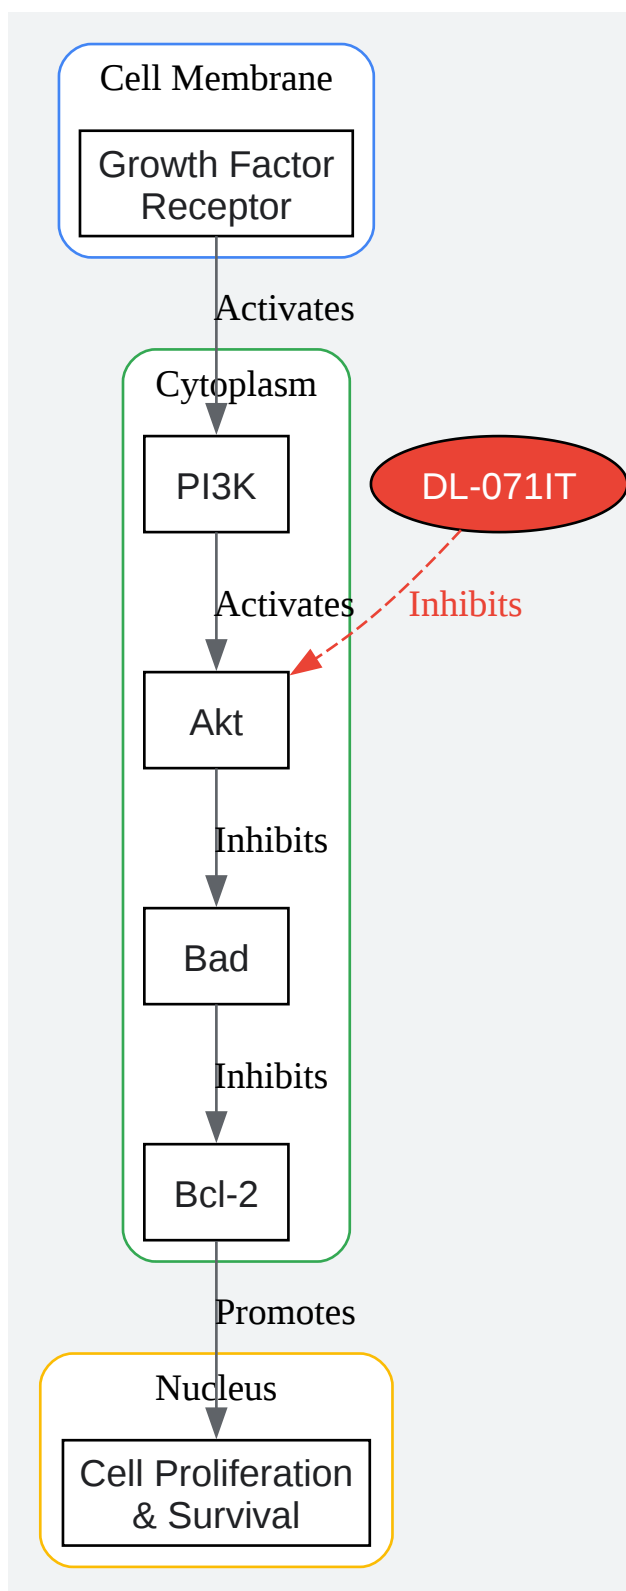 Cell Membrane
Growth Factor
Receptor
Activates
Cytoplasm
PI3K
DL-071IT
Activates
Inhibits
Akt
Inhibits
Bad
Inhibits
Bcl-2
Promotes
Nucleus
Cell Proliferation
& Survival